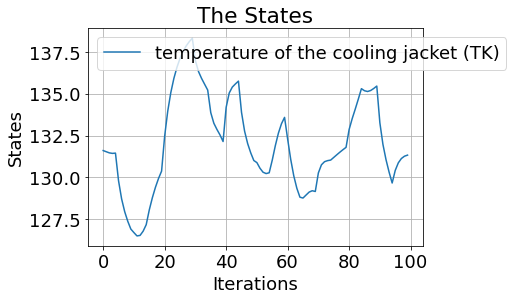 The States
temperature of the cooling jacket (TK)
137.5
135.0
132.5
130.0
127.5
States
0 20 40 60 80 100
Iterations